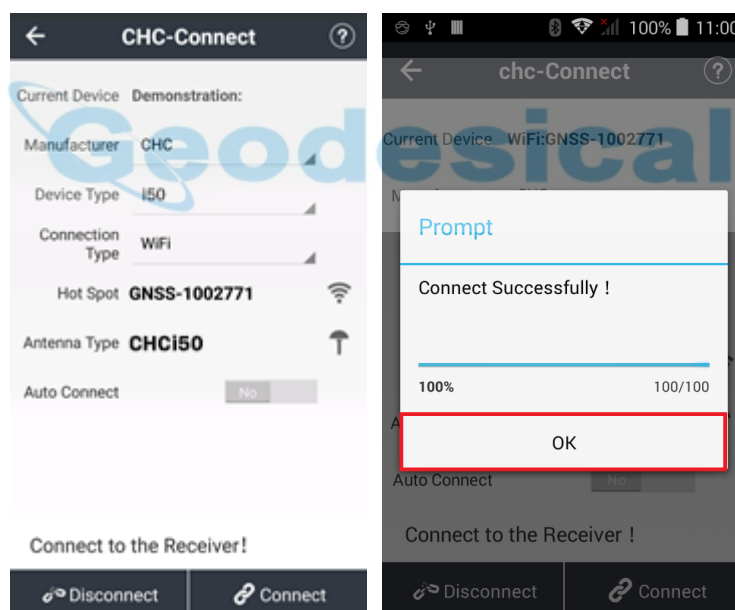 CHC-Connect
?
Current Device Demonstration:
Manufacturer CHC
Device Type i50
Connection
Type WiFi
Hot Spot GNSS-1002771
Antenna Type CHCi50
Auto Connect No
Connect to the Receiver!
Disconnect Connect
Geodesical
100% 11:00
chc-Connect
?
Current Device WiFi:GNSS-1002771
Prompt
Connect Successfully !
100% 100/100
OK
Auto Connect No
Connect to the Receiver !
Disconnect Connect